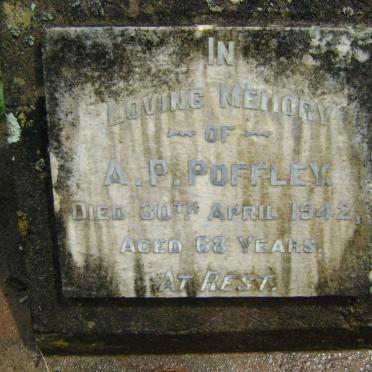 IN
LOVING MEMORY
OF
A. P. POFFLEY.
DIED 30TH APRIL 1942,
AGED 68 YEARS.
AT REST.